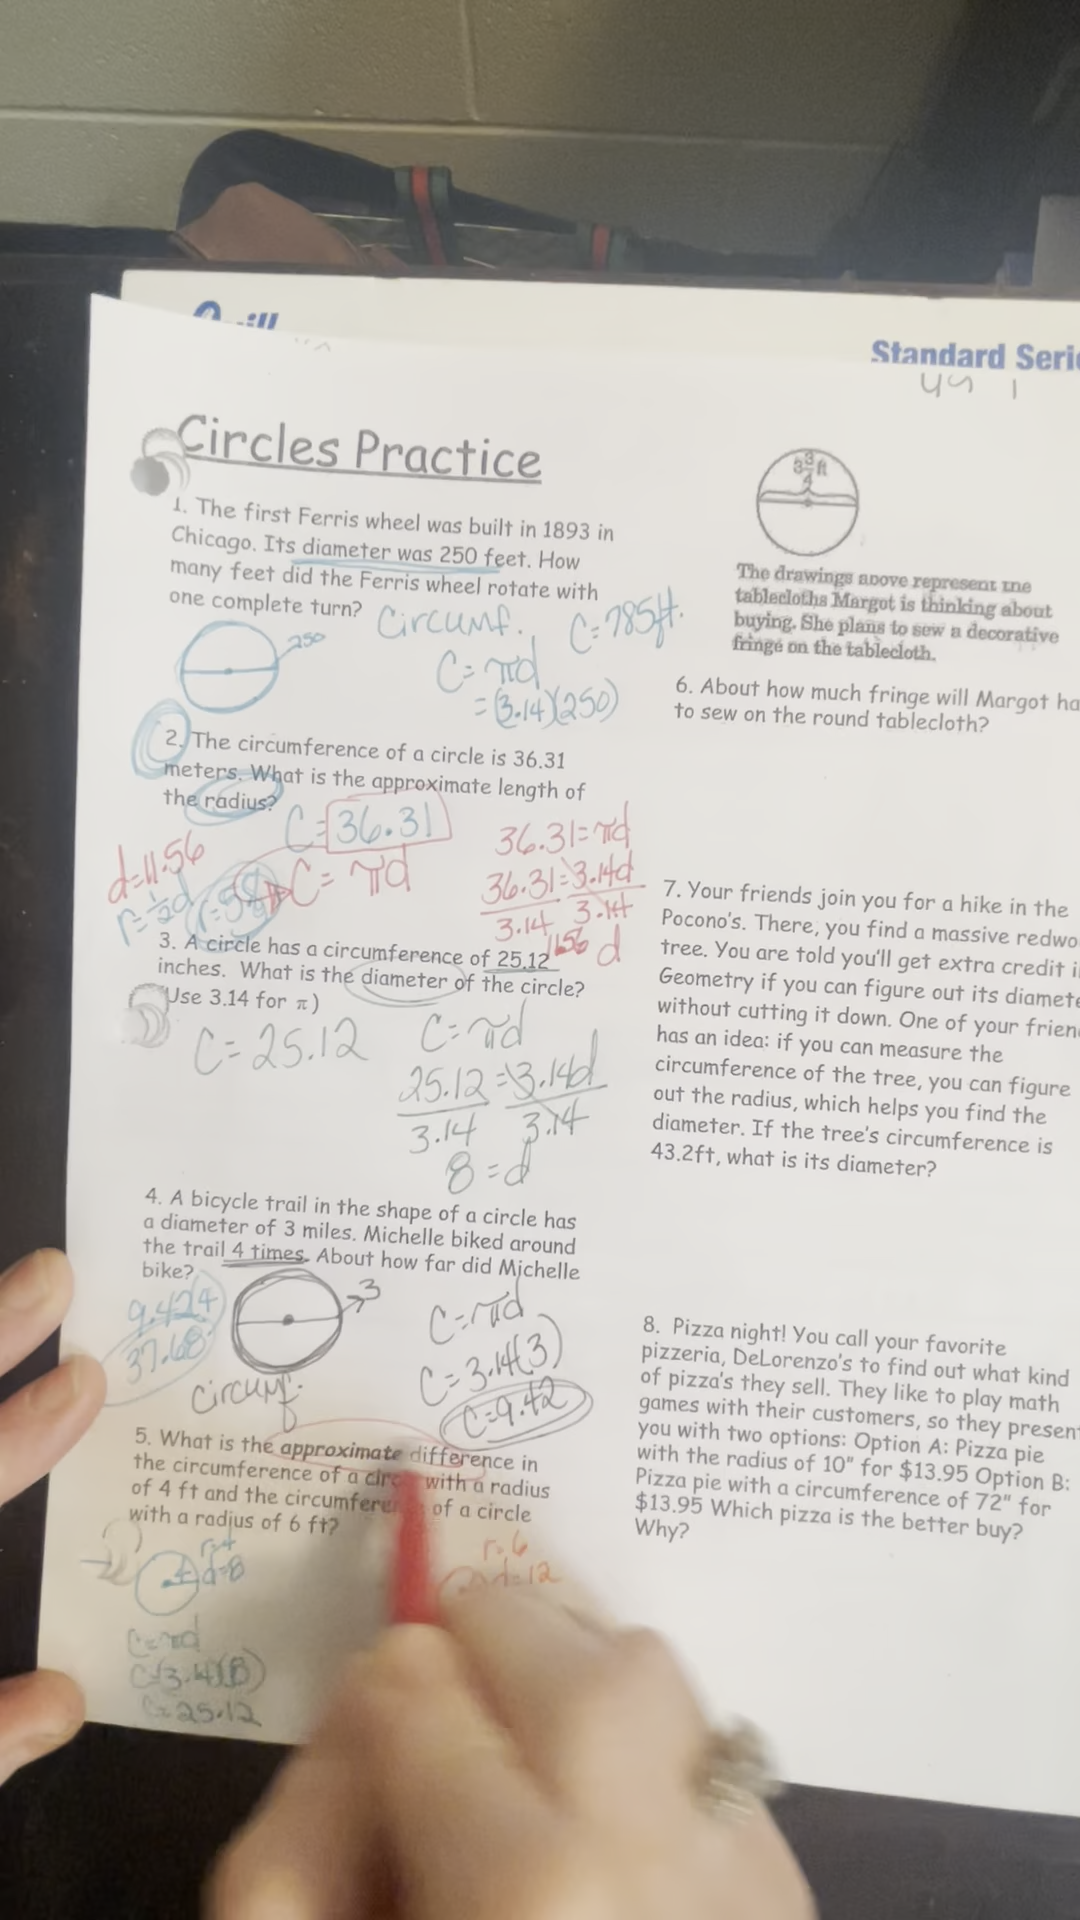 Standard Seri
Circles Practice
1. The first Ferris wheel was built in 1893 in
Chicago. Its diameter was 250 feet. How
many feet did the Ferris wheel rotate with
one complete turn?
Circumf.
C=785ft.
250
C=πd
=(3.14)(250)
2. The circumference of a circle is 36.31
meters. What is the approximate length of
the radius?
C=36.31
C=πd
36.31=πd
36.31=3.14d
3.14 3.14
11.56 d
d=11.56
r=½d
3. A circle has a circumference of 25.12
inches. What is the diameter of the circle?
Use 3.14 for π)
C=25.12
C=πd
25.12=3.14d
3.14 3.14
8=d
4. A bicycle trail in the shape of a circle has
a diameter of 3 miles. Michelle biked around
the trail 4 times. About how far did Michelle
bike?
3
37.68
circumf.
C=πd
C=3.14(3)
C=9.42
5. What is the approximate difference in
the circumference of a with a radius
of 4 ft and the of a circle
with a radius of 6 ft?
r=4
d=8
C=πd
C=(3.14)(8)
C=25.12
r=6
d=12
3 3/4 ft
The drawings above represent the
tablecloths Margot is thinking about
buying. She plans to sew a decorative
fringe on the tablecloth.
6. About how much fringe will Margot ha
to sew on the round tablecloth?
7. Your friends join you for a hike in the
Pocono's. There, you find a massive redwo
tree. You are told you'll get extra credit i
Geometry if you can figure out its diamete
without cutting it down. One of your frien
has an idea: if you can measure the
circumference of the tree, you can figure
out the radius, which helps you find the
diameter. If the tree's circumference is
43.2ft, what is its diameter?
8. Pizza night! You call your favorite
pizzeria, DeLorenzo's to find out what kind
of pizza's they sell. They like to play math
games with their customers, so they present
you with two options: Option A: Pizza pie
with the radius of 10" for $13.95 Option B:
Pizza pie with a circumference of 72" for
$13.95 Which pizza is the better buy?
Why?